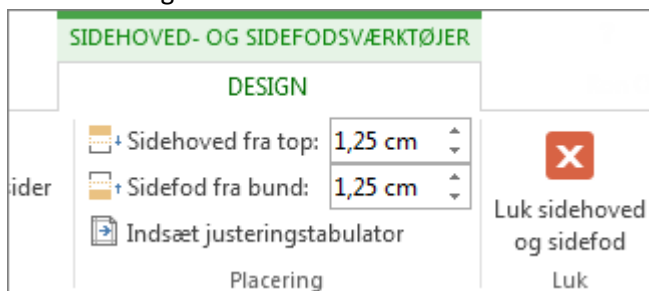 SIDEHOVED- OG SIDEFODSVÆRKTØJER
DESIGN
Sidehoved fra top: 1,25 cm
sider
Sidefod fra bund: 1,25 cm
Indsæt justeringstabulator
Placering
Luk sidehoved
og sidefod
Luk